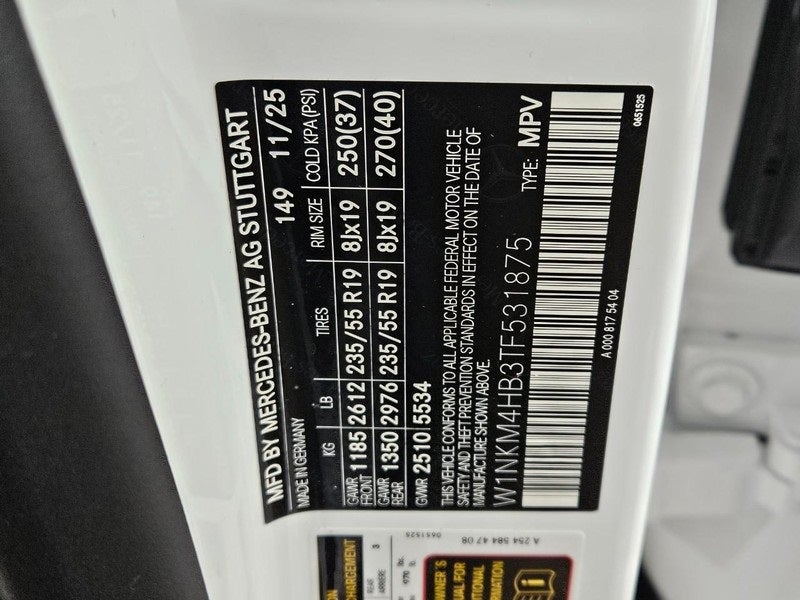 MFD BY MERCEDES-BENZ AG STUTTGART
149 11/25
MADE IN GERMANY
KG LB TIRES RIM SIZE COLD KPA (PSI)
GAWR FRONT 1185 2612 235/55 R19 8Jx19 250(37)
GAWR REAR 1350 2976 235/55 R19 8Jx19 270(40)
GVWR 2510 5534
THIS VEHICLE CONFORMS TO ALL APPLICABLE FEDERAL MOTOR VEHICLE
SAFETY AND THEFT PREVENTION STANDARDS IN EFFECT ON THE DATE OF
MANUFACTURE SHOWN ABOVE.
W1NKM4HB3TF531875 TYPE: MPV
A 000 817 54 04
0651525
0651525
A 254 584 47 08
REAR
ARRIERE
3